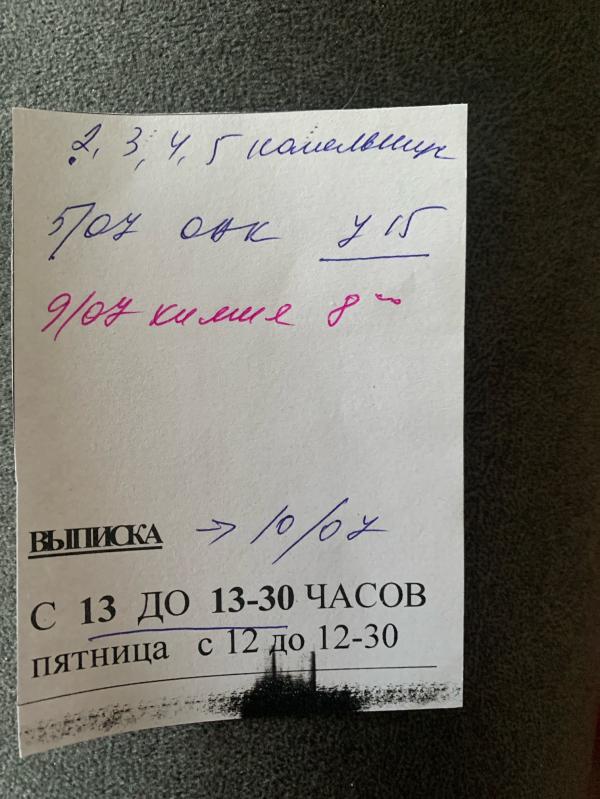 2, 3, 4, 5 капельниц
5/07 ОАК У 15
9/07 химия 8⁰⁰
ВЫПИСКА → 10/07
С 13 ДО 13-30 ЧАСОВ
пятница с 12 до 12-30